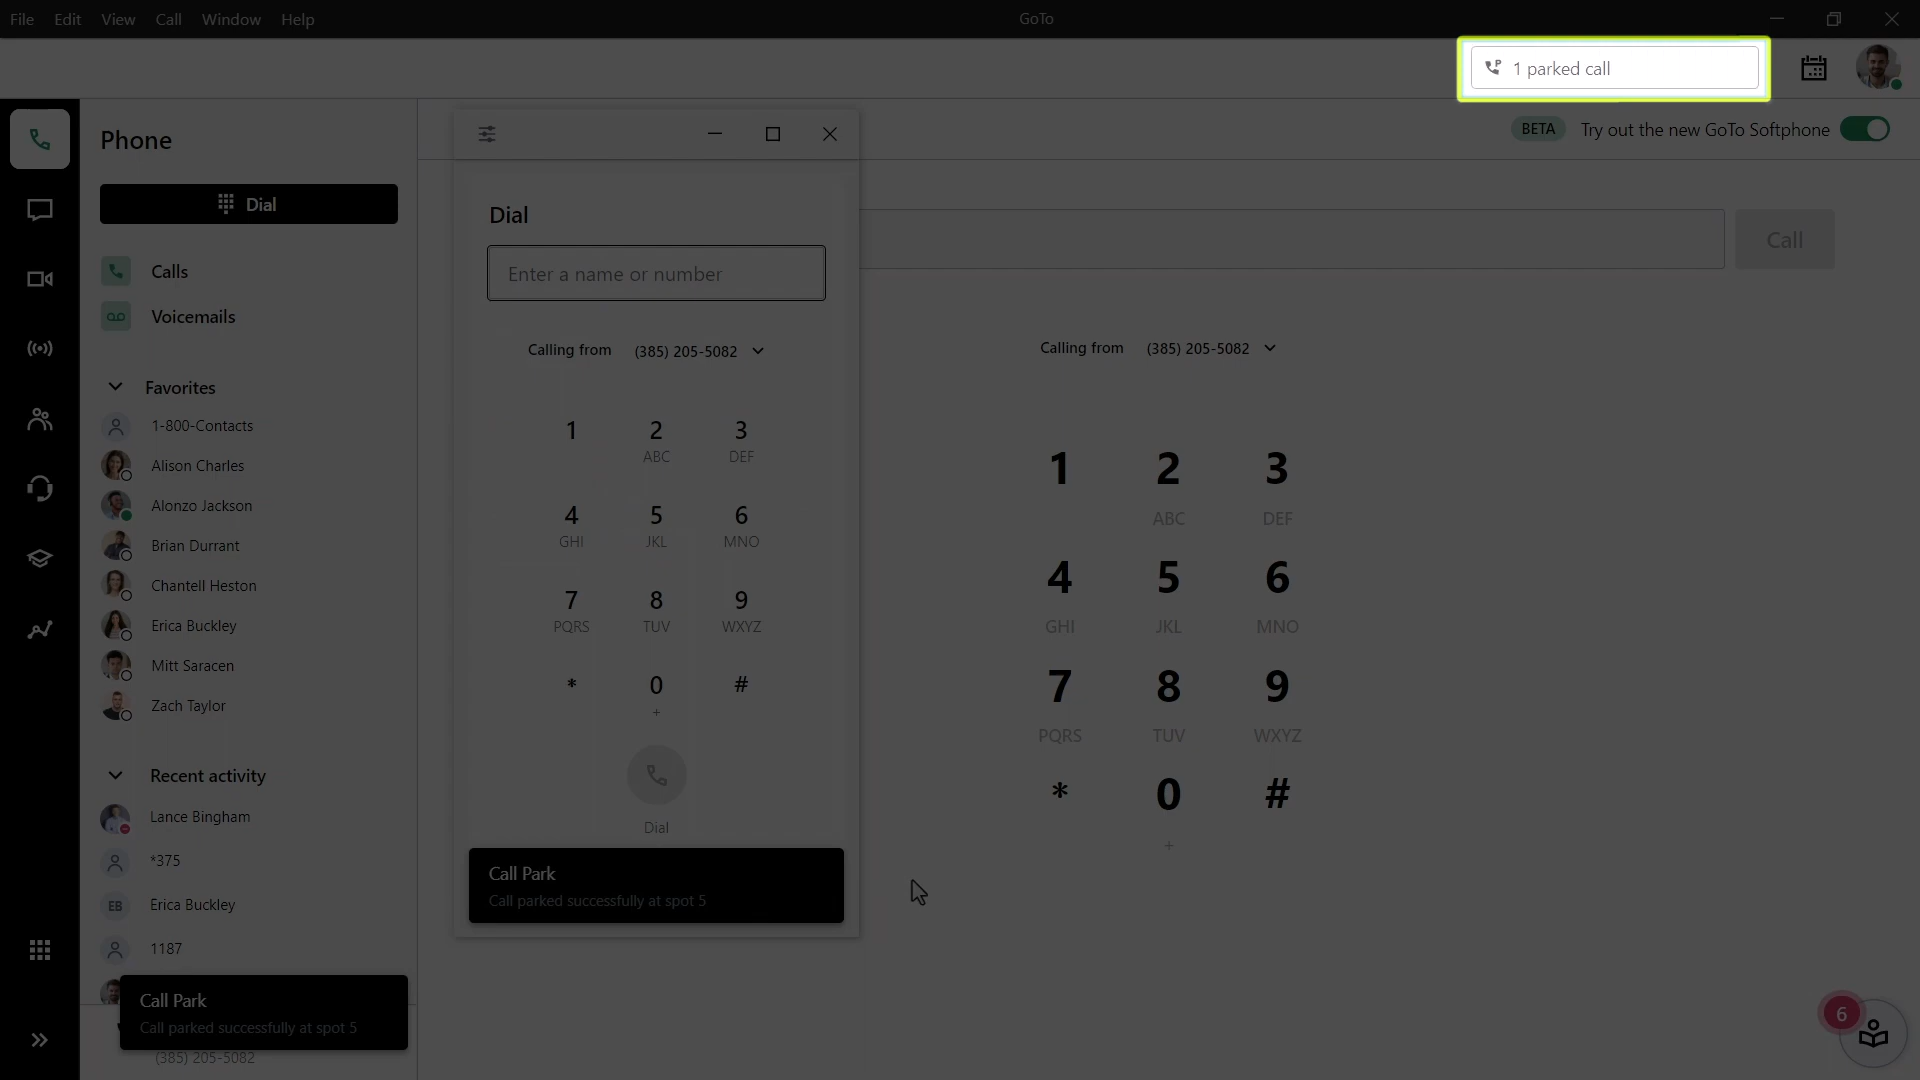 File Edit View Call Window Help
GoTo
1 parked call
BETA Try out the new GoTo Softphone
Phone
Dial
Calls
Voicemails
Favorites
1-800-Contacts
Alison Charles
Alonzo Jackson
Brian Durrant
Chantell Heston
Erica Buckley
Mitt Saracen
Zach Taylor
Recent activity
Lance Bingham
*375
EB Erica Buckley
1187
Call Park
Call parked successfully at spot 5
(385) 205-5082
Dial
Enter a name or number
Calling from (385) 205-5082
1 2 3
ABC DEF
4 5 6
GHI JKL MNO
7 8 9
PQRS TUV WXYZ
* 0 #
+
Dial
Call Park
Call parked successfully at spot 5
Call
Calling from (385) 205-5082
1 2 3
ABC DEF
4 5 6
GHI JKL MNO
7 8 9
PQRS TUV WXYZ
* 0 #
+
6